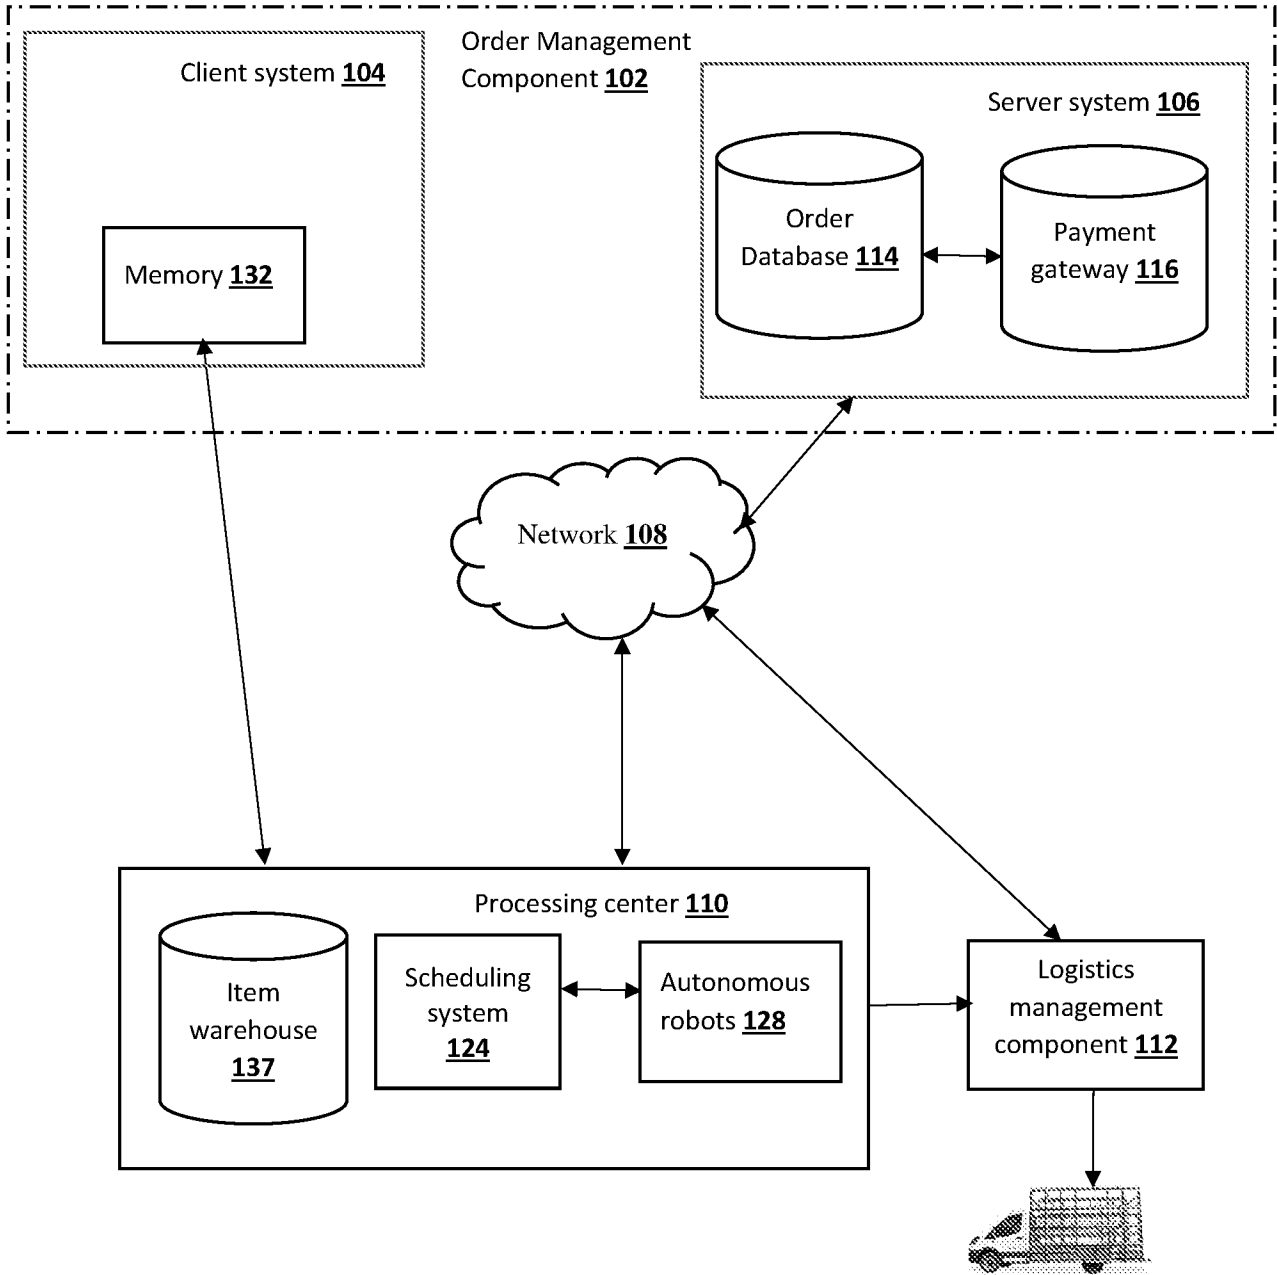 Order Management
Component 102
Client system 104
Server system 106
Memory 132
Order
Database 114
Payment
gateway 116
Network 108
Processing center 110
Item
warehouse
137
Scheduling
system
124
Autonomous
robots 128
Logistics
management
component 112